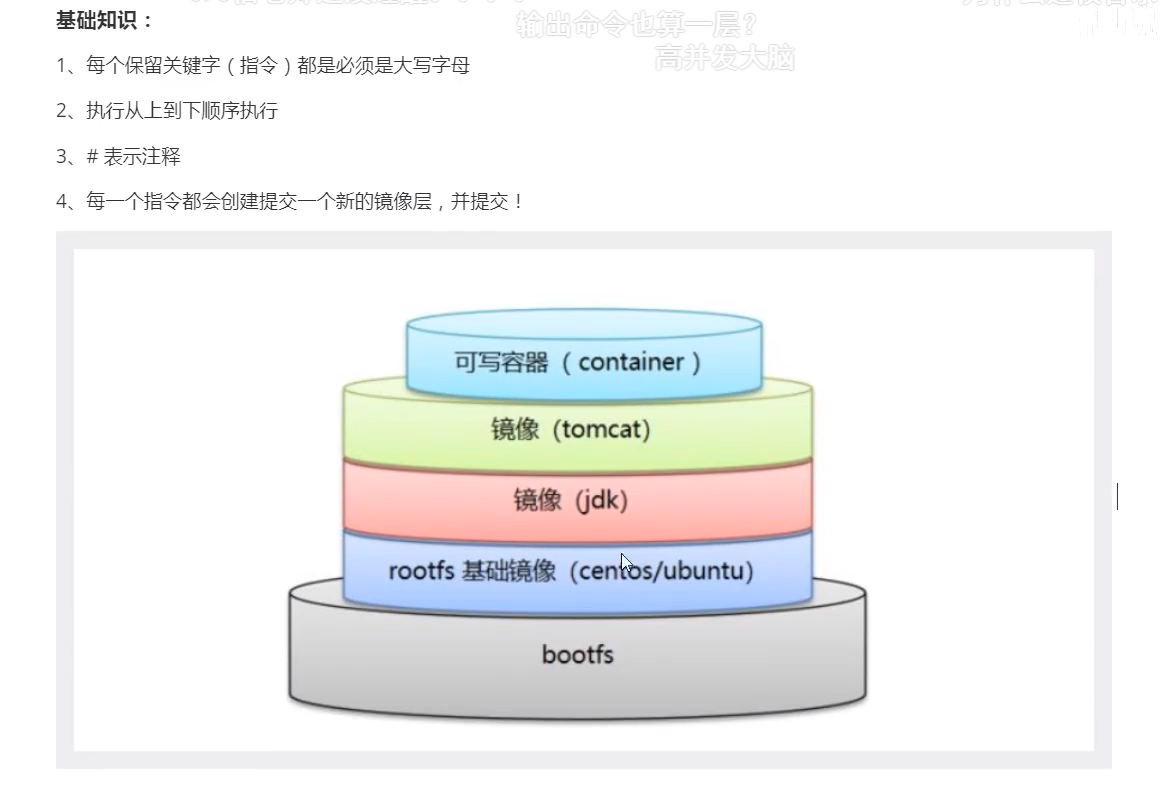 基础知识：
输出命令也算一层？
高并发大脑
1、每个保留关键字（指令）都是必须是大写字母
2、执行从上到下顺序执行
3、# 表示注释
4、每一个指令都会创建提交一个新的镜像层，并提交！
可写容器（container）
镜像（tomcat）
镜像（jdk）
rootfs 基础镜像（centos/ubuntu）
bootfs